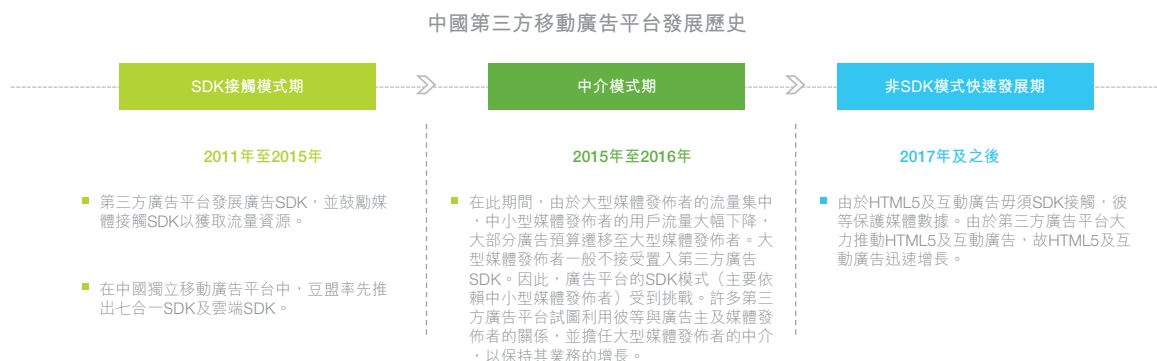 中國第三方移動廣告平台發展歷史
SDK接觸模式期
中介模式期
非SDK模式快速發展期
2011年至2015年
第三方廣告平台發展廣告SDK，並鼓勵媒
體接觸SDK以獲取流量資源。
在中國獨立移動廣告平台中，豆盟率先推
出七合一SDK及雲端SDK。
2015年至2016年
在此期間，由於大型媒體發佈者的流量集中
，中小型媒體發佈者的用戶流量大幅下降，
大部分廣告預算遷移至大型媒體發佈者。大
型媒體發佈者一般不接受置入第三方廣告
SDK。因此，廣告平台的SDK模式（主要依
賴中小型媒體發佈者）受到挑戰。許多第三
方廣告平台試圖利用彼等與廣告主及媒體發
佈者的關係，並擔任大型媒體發佈者的中介
，以保持其業務的增長。
2017年及之後
由於HTML5及互動廣告毋須SDK接觸，彼
等保護媒體數據。由於第三方廣告平台大
力推動HTML5及互動廣告，故HTML5及互
動廣告迅速增長。